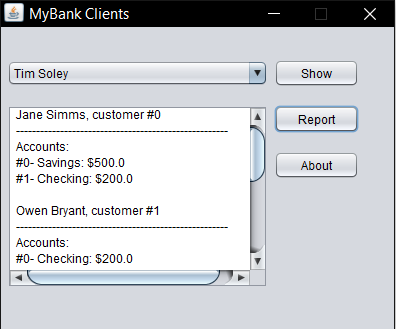 MyBank Clients
Tim Soley
Show
Jane Simms, customer #0
----------------------------------------------------
Accounts:
#0- Savings: $500.0
#1- Checking: $200.0
Owen Bryant, customer #1
----------------------------------------------------
Accounts:
#0- Checking: $200.0
Report
About